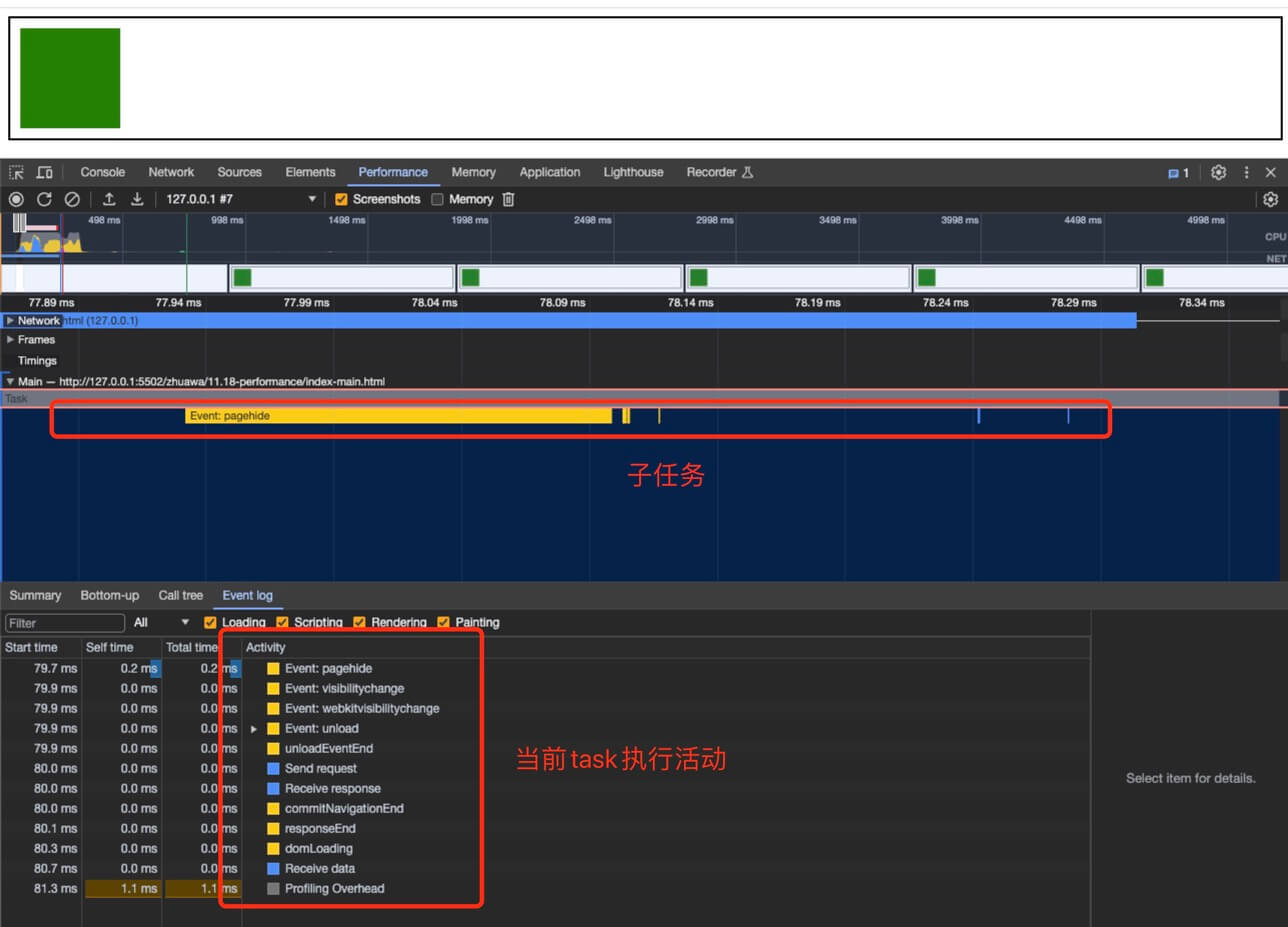 Console Network Sources Elements Performance Memory Application Lighthouse Recorder 1
127.0.0.1 #7 Screenshots Memory
498 ms 998 ms 1498 ms 1998 ms 2498 ms 2998 ms 3498 ms 3998 ms 4498 ms 4998 ms
CPU
NET
77.89 ms 77.94 ms 77.99 ms 78.04 ms 78.09 ms 78.14 ms 78.19 ms 78.24 ms 78.29 ms 78.34 ms
Network html (127.0.0.1)
Frames
Timings
Main — http://127.0.0.1:5502/zhuawa/11.18-performance/index-main.html
Task
Event: pagehide
子任务
Summary Bottom-up Call tree Event log
Filter All Loading Scripting Rendering Painting
Start time Self time Total time Activity
79.7 ms 0.2 ms 0.2 ms Event: pagehide
79.9 ms 0.0 ms 0.0 ms Event: visibilitychange
79.9 ms 0.0 ms 0.0 ms Event: webkitvisibilitychange
79.9 ms 0.0 ms 0.0 ms Event: unload
79.9 ms 0.0 ms 0.0 ms unloadEventEnd
80.0 ms 0.0 ms 0.0 ms Send request
80.0 ms 0.0 ms 0.0 ms Receive response
80.0 ms 0.0 ms 0.0 ms commitNavigationEnd
80.1 ms 0.0 ms 0.0 ms responseEnd
80.3 ms 0.0 ms 0.0 ms domLoading
80.7 ms 0.0 ms 0.0 ms Receive data
81.3 ms 1.1 ms 1.1 ms Profiling Overhead
当前task执行活动
Select item for details.